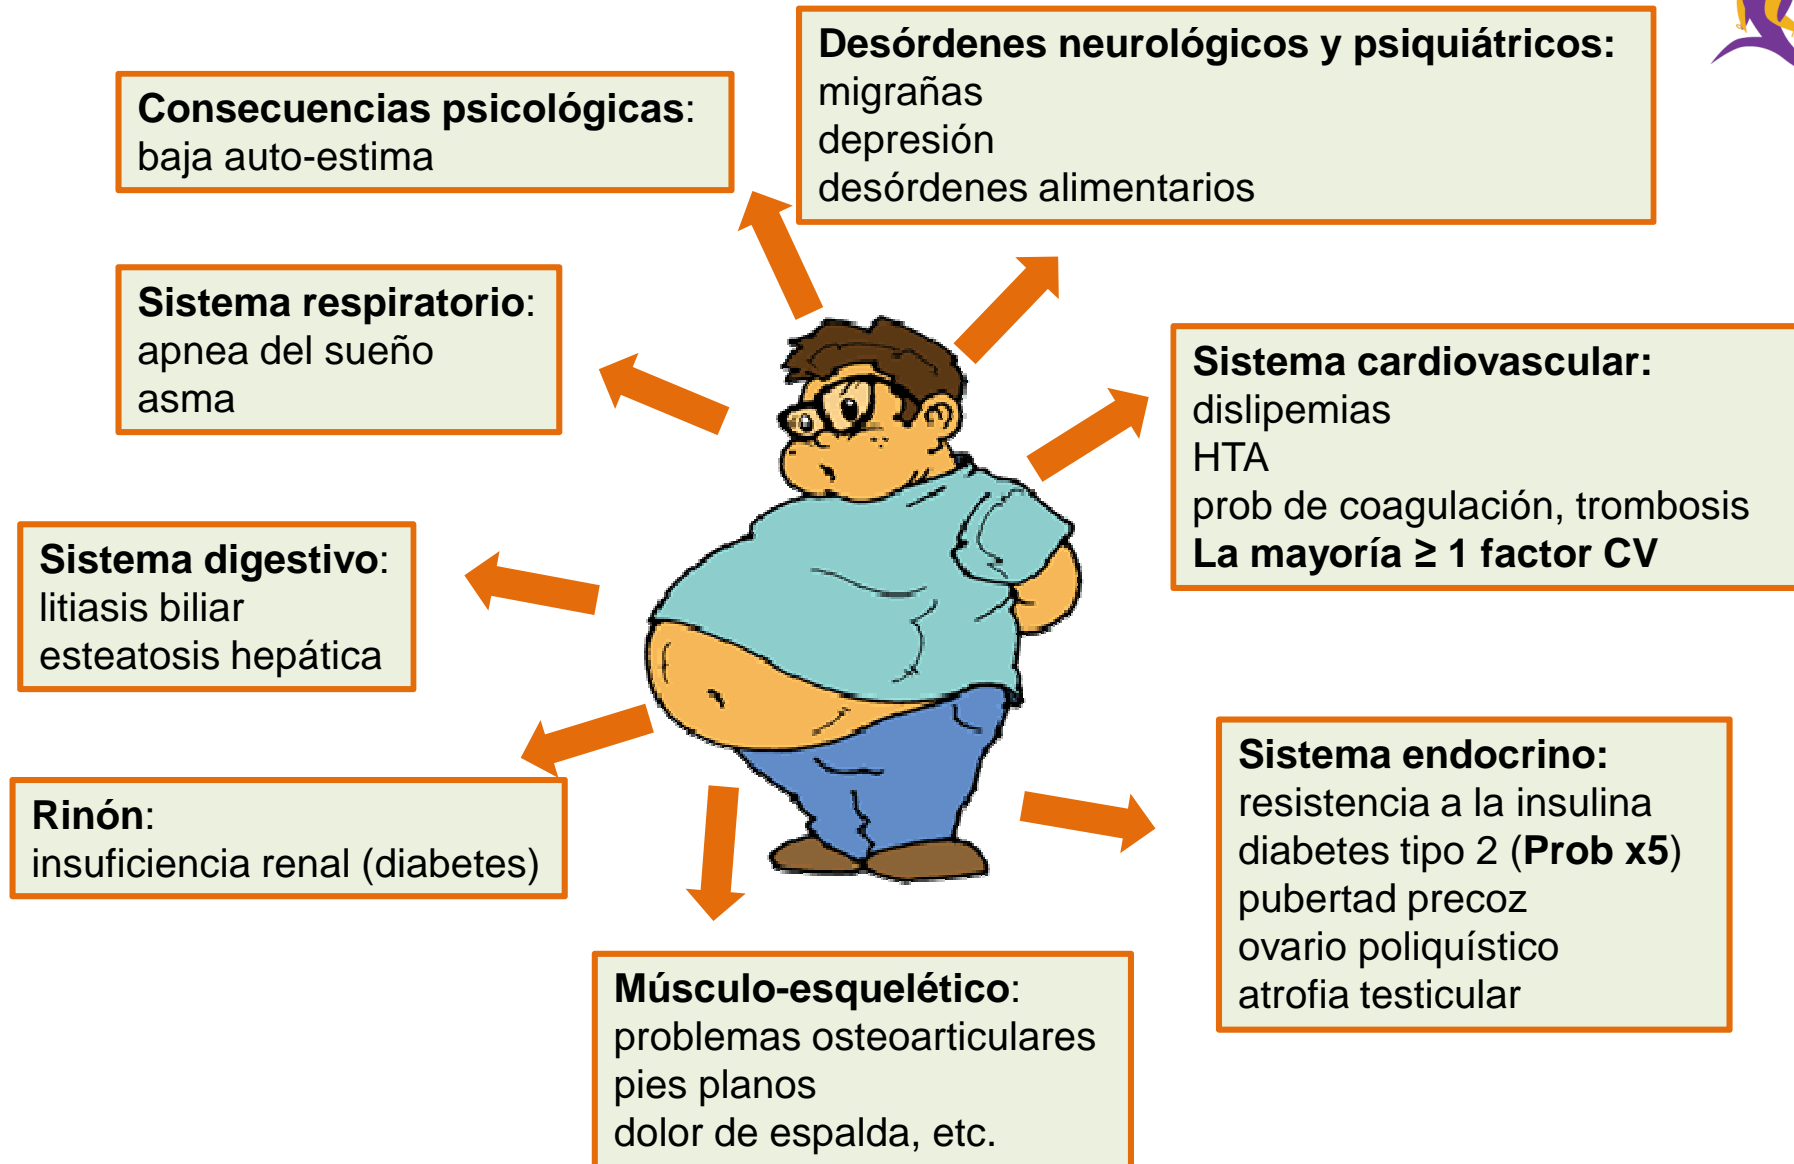 Desórdenes neurológicos y psiquiátricos:
migrañas
depresión
desórdenes alimentarios
Consecuencias psicológicas:
baja auto-estima
Sistema respiratorio:
apnea del sueño
asma
Sistema cardiovascular:
dislipemias
HTA
prob de coagulación, trombosis
La mayoría ≥ 1 factor CV
Sistema digestivo:
litiasis biliar
esteatosis hepática
Sistema endocrino:
resistencia a la insulina
diabetes tipo 2 (Prob x5)
pubertad precoz
ovario poliquístico
atrofia testicular
Rinón:
insuficiencia renal (diabetes)
Músculo-esquelético:
problemas osteoarticulares
pies planos
dolor de espalda, etc.